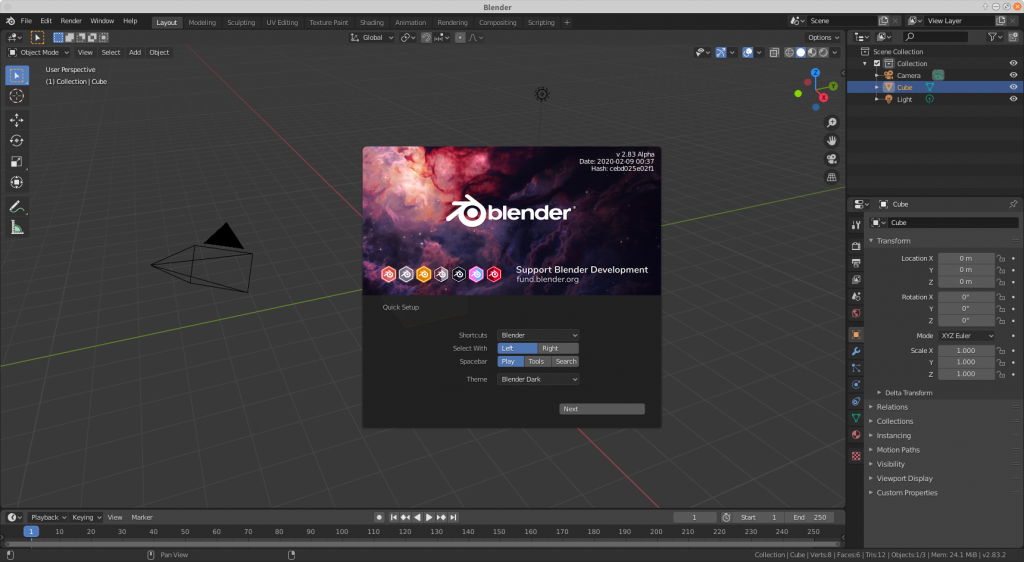 Blender
File Edit Render Window Help
Layout Modeling Sculpting UV Editing Texture Paint Shading Animation Rendering Compositing Scripting +
Scene
View Layer
Object Mode View Select Add Object
Global
Options
User Perspective
(1) Collection | Cube
Z
Y
X
Scene Collection
Collection
Camera
Cube
Light
v 2.83 Alpha
Date: 2020-02-09 00:37
Hash: cebd025e02f1
blender
Support Blender Development
fund.blender.org
Quick Setup
Shortcuts Blender
Select With Left Right
Spacebar Play Tools Search
Theme Blender Dark
Next
Cube
Cube
Transform
Location X 0 m
Y 0 m
Z 0 m
Rotation X 0°
Y 0°
Z 0°
Mode XYZ Euler
Scale X 1.000
Y 1.000
Z 1.000
Delta Transform
Relations
Collections
Instancing
Motion Paths
Visibility
Viewport Display
Custom Properties
Playback Keying View Marker
1 Start 1 End 250
1 10 20 30 40 50 60 70 80 90 100 110 120 130 140 150 160 170 180 190 200 210 220 230 240 250
Pan View
Collection | Cube | Verts:8 | Faces:6 | Tris:12 | Objects:1/3 | Mem: 24.1 MiB | v2.83.2